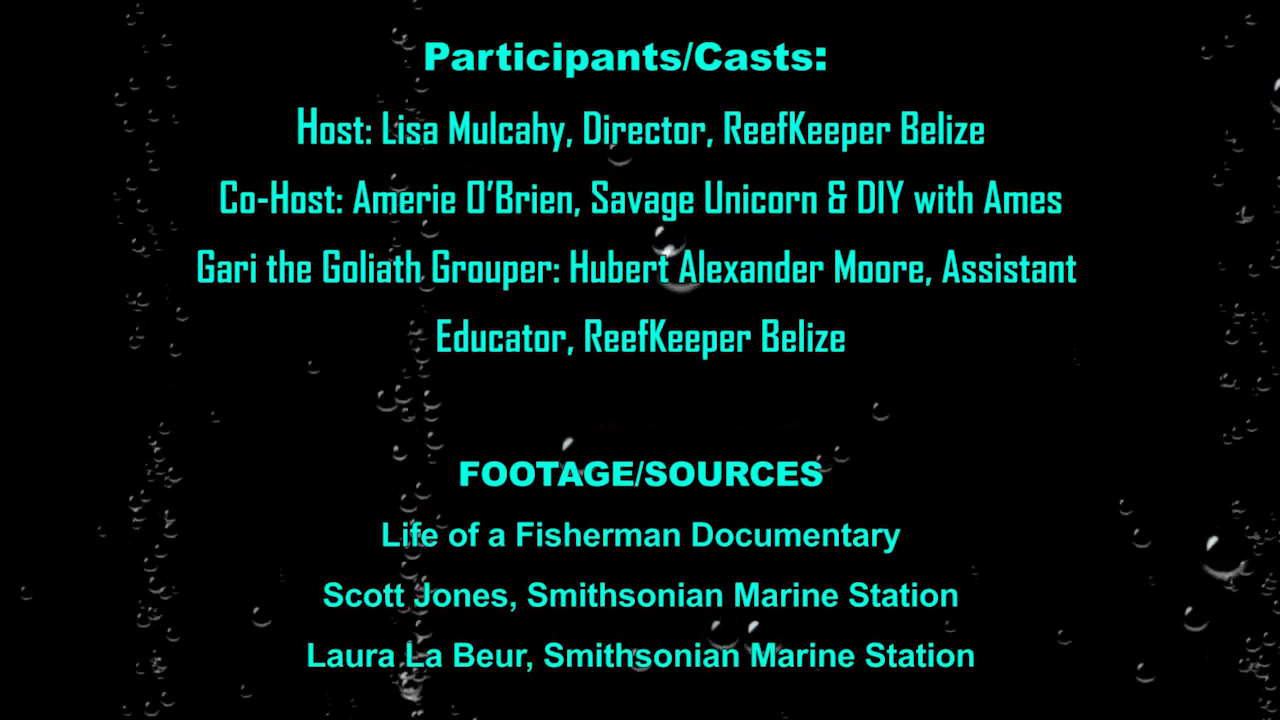 Participants/Casts:
Host: Lisa Mulcahy, Director, ReefKeeper Belize
Co-Host: Amerie O’Brien, Savage Unicorn & DIY with Ames
Gari the Goliath Grouper: Hubert Alexander Moore, Assistant
Educator, ReefKeeper Belize
FOOTAGE/SOURCES
Life of a Fisherman Documentary
Scott Jones, Smithsonian Marine Station
Laura La Beur, Smithsonian Marine Station